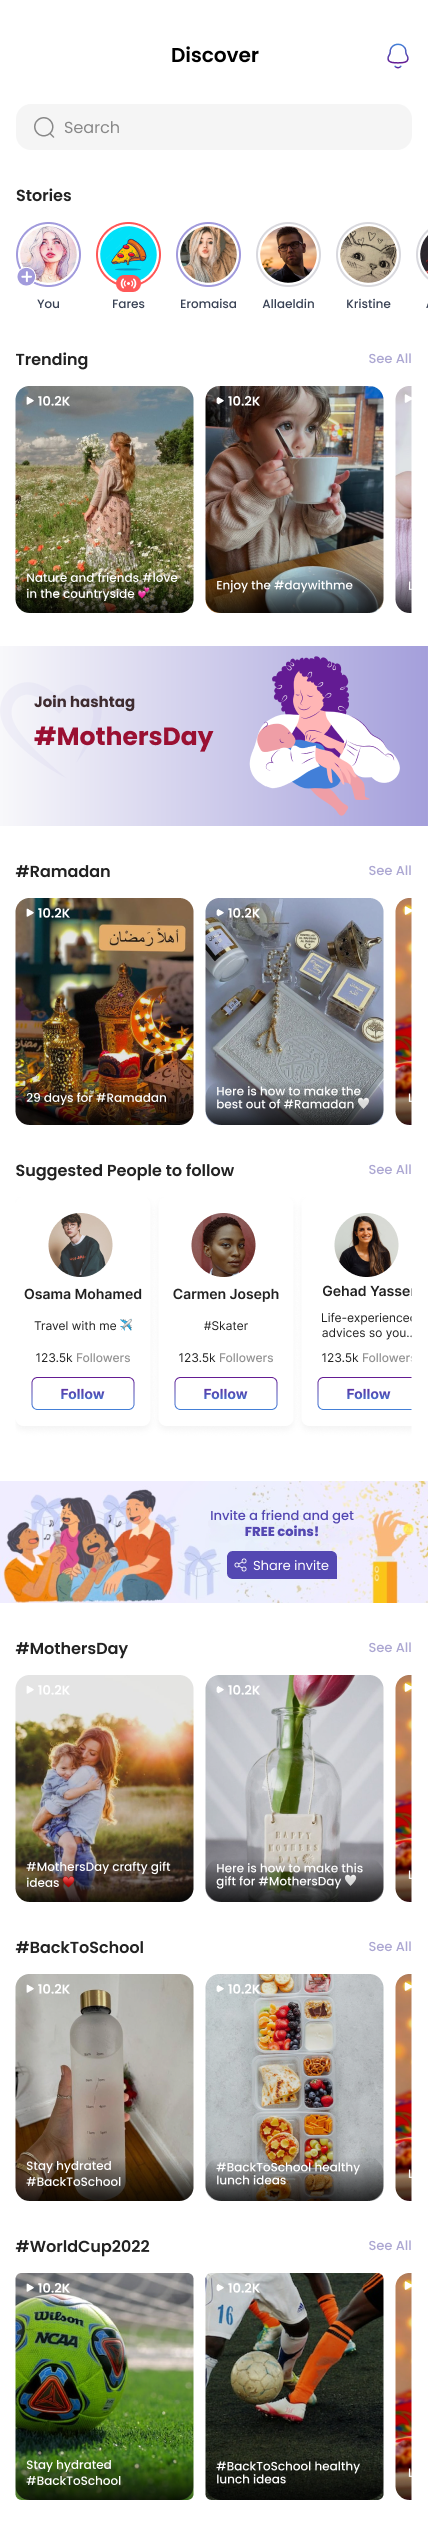 Discover
Search
Stories
You
Fares
Eromaisa
Allaeldin
Kristine
Trending
See All
10.2K
10.2K
Nature and friends #love
in the countryside 💕
Enjoy the #daywithme
Join hashtag
#MothersDay
#Ramadan
See All
10.2K
10.2K
أهلاً رَمضَان
29 days for #Ramadan
Here is how to make the
best out of #Ramadan 🤍
Suggested People to follow
See All
Osama Mohamed
Carmen Joseph
Gehad Yasser
Travel with me ✈️
#Skater
Life-experienced
advices so you..
123.5k Followers
123.5k Followers
123.5k Followers
Follow
Follow
Follow
Invite a friend and get
FREE coins!
Share invite
#MothersDay
See All
10.2K
10.2K
HAPPY
MOTHER'S
#MothersDay crafty gift
ideas ❤️
Here is how to make this
gift for #MothersDay 🤍
#BackToSchool
See All
10.2K
10.2K
Stay hydrated
#BackToSchool
#BackToSchool healthy
lunch ideas
#WorldCup2022
See All
10.2K
10.2K
Wilson
NCAA
16
Stay hydrated
#BackToSchool
#BackToSchool healthy
lunch ideas